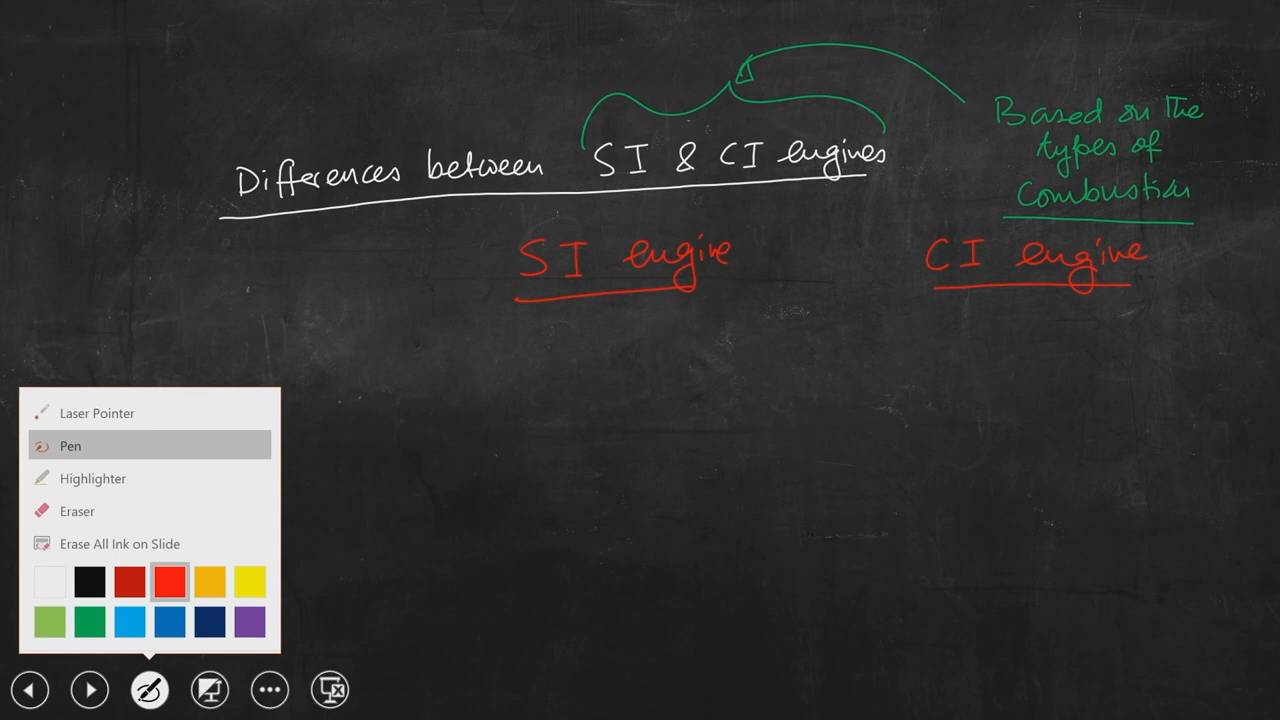 Based on the
types of
Combustion
Differences between SI & CI engines
SI engine
CI engine
Laser Pointer
Pen
Highlighter
Eraser
Erase All Ink on Slide